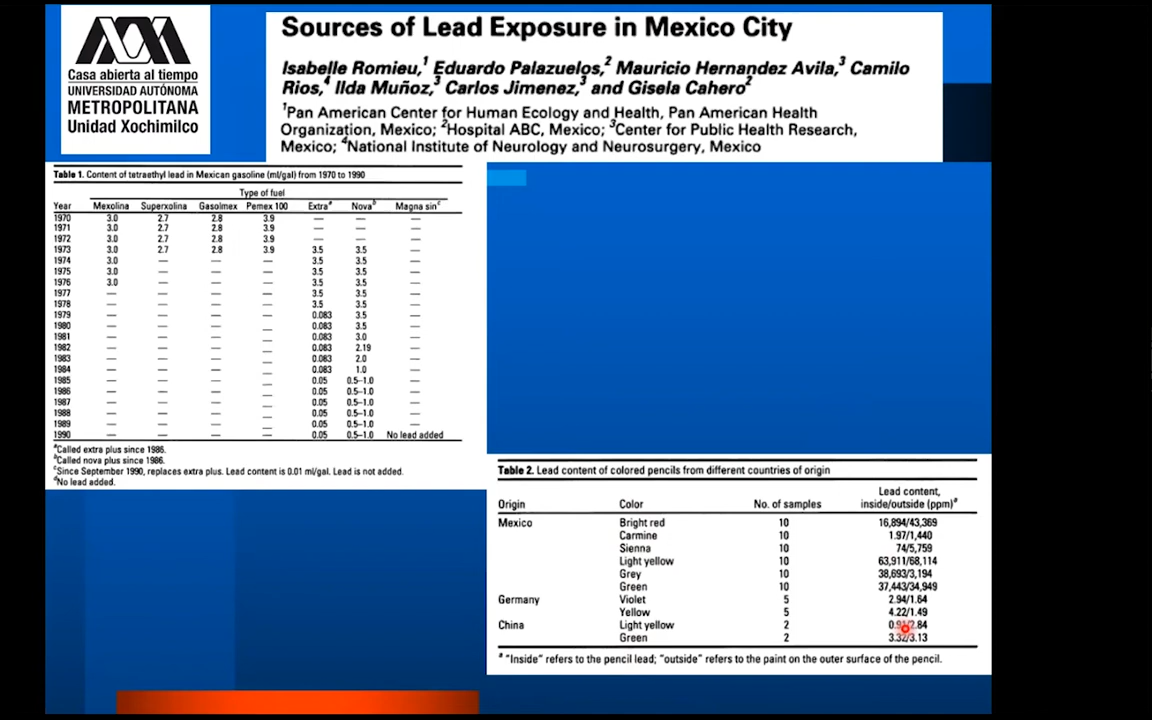 Casa abierta al tiempo
UNIVERSIDAD AUTÓNOMA
METROPOLITANA
Unidad Xochimilco
Sources of Lead Exposure in Mexico City
Isabelle Romieu,1 Eduardo Palazuelos,2 Mauricio Hernandez Avila,3 Camilo
Rios,4 Ilda Muñoz,3 Carlos Jimenez,3 and Gisela Cahero2
1Pan American Center for Human Ecology and Health, Pan American Health
Organization, Mexico; 2Hospital ABC, Mexico; 3Center for Public Health Research,
Mexico; 4National Institute of Neurology and Neurosurgery, Mexico
Table 1. Content of tetraethyl lead in Mexican gasoline (ml/gal) from 1970 to 1990
Type of fuel
Year Mexolina Superxolina Gasolmex Pemex 100 Extraa Novab Magna sinc
1970 3.0 2.7 2.8 3.9 — — —
1971 3.0 2.7 2.8 3.9 — — —
1972 3.0 2.7 2.8 3.9 — — —
1973 3.0 2.7 2.8 3.9 3.5 3.5 —
1974 3.0 — — — 3.5 3.5 —
1975 3.0 — — — 3.5 3.5 —
1976 3.0 — — — 3.5 3.5 —
1977 — — — — 3.5 3.5 —
1978 — — — — 3.5 3.5 —
1979 — — — — 0.083 3.5 —
1980 — — — — 0.083 3.5 —
1981 — — — — 0.083 3.0 —
1982 — — — — 0.083 2.19 —
1983 — — — — 0.083 2.0 —
1984 — — — — 0.083 1.0 —
1985 — — — — 0.05 0.5–1.0 —
1986 — — — — 0.05 0.5–1.0 —
1987 — — — — 0.05 0.5–1.0 —
1988 — — — — 0.05 0.5–1.0 —
1989 — — — — 0.05 0.5–1.0 —
1990 — — — — 0.05 0.5–1.0 No lead added
aCalled extra plus since 1986.
bCalled nova plus since 1986.
cSince September 1990, replaces extra plus. Lead content is 0.01 ml/gal. Lead is not added.
dNo lead added.
Table 2. Lead content of colored pencils from different countries of origin
Lead content,
Origin Color No. of samples inside/outside (ppm)a
Mexico Bright red 10 16,894/43,369
Carmine 10 1.97/1,440
Sienna 10 74/5,759
Light yellow 10 63,911/68,114
Grey 10 38,693/3,194
Green 10 37,443/34,949
Germany Violet 5 2.94/1.64
Yellow 5 4.22/1.49
China Light yellow 2
Green 2 3.32/3.13
a "Inside" refers to the pencil lead; "outside" refers to the paint on the outer surface of the pencil.